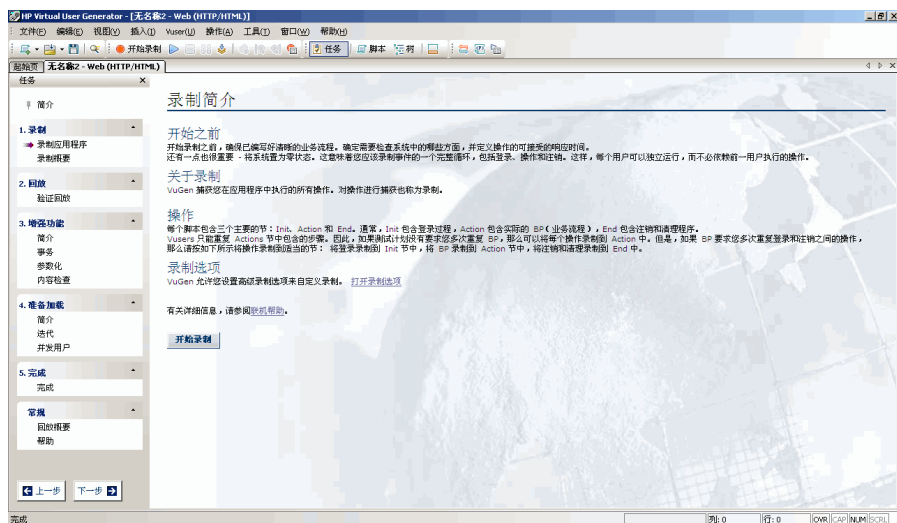 HP Virtual User Generator - [无名称2 - Web (HTTP/HTML)]
文件(F) 编辑(E) 视图(V) 插入(I) Vuser(U) 操作(A) 工具(T) 窗口(W) 帮助(H)
开始录制 任务 脚本 树
起始页 无名称2 - Web (HTTP/HTML)
任务
简介
1. 录制
录制应用程序
录制概要
2. 回放
验证回放
3. 增强功能
简介
事务
参数化
内容检查
4. 准备加载
简介
迭代
并发用户
5. 完成
完成
常规
回放概要
帮助
上一步 下一步
录制简介
开始之前
开始录制之前，确保已编写好清晰的业务流程。确定需要检查系统中的哪些方面，并定义操作的可接受的响应时间。
还有一点也很重要 - 将系统置为零状态。这意味着您应该录制事件的一个完整循环，包括登录、操作和注销。这样，每个用户可以独立运行，而不必依赖前一用户执行的操作。
关于录制
VuGen 捕获您在应用程序中执行的所有操作。对操作进行捕获也称为录制。
操作
每个脚本包含三个主要的节：Init、Action 和 End。通常，Init 包含登录过程，Action 包含实际的 BP（业务流程），End 包含注销和清理程序。
Vusers 只能重复 Actions 节中包含的步骤。因此，如果测试计划没有要求您多次重复 BP，那么可以将每个操作录制到 Action 中。但是，如果 BP 要求您多次重复登录和注销之间的操作，
那么请按如下所示将操作录制到适当的节：将登录录制到 Init 节中，将 BP 录制到 Action 节中，将注销和清理录制到 End 中。
录制选项
VuGen 允许您设置高级录制选项来自定义录制。 打开录制选项
有关详细信息，请参阅联机帮助。
开始录制
完成 列: 0 行: 0 OVR CAP NUM SCRL